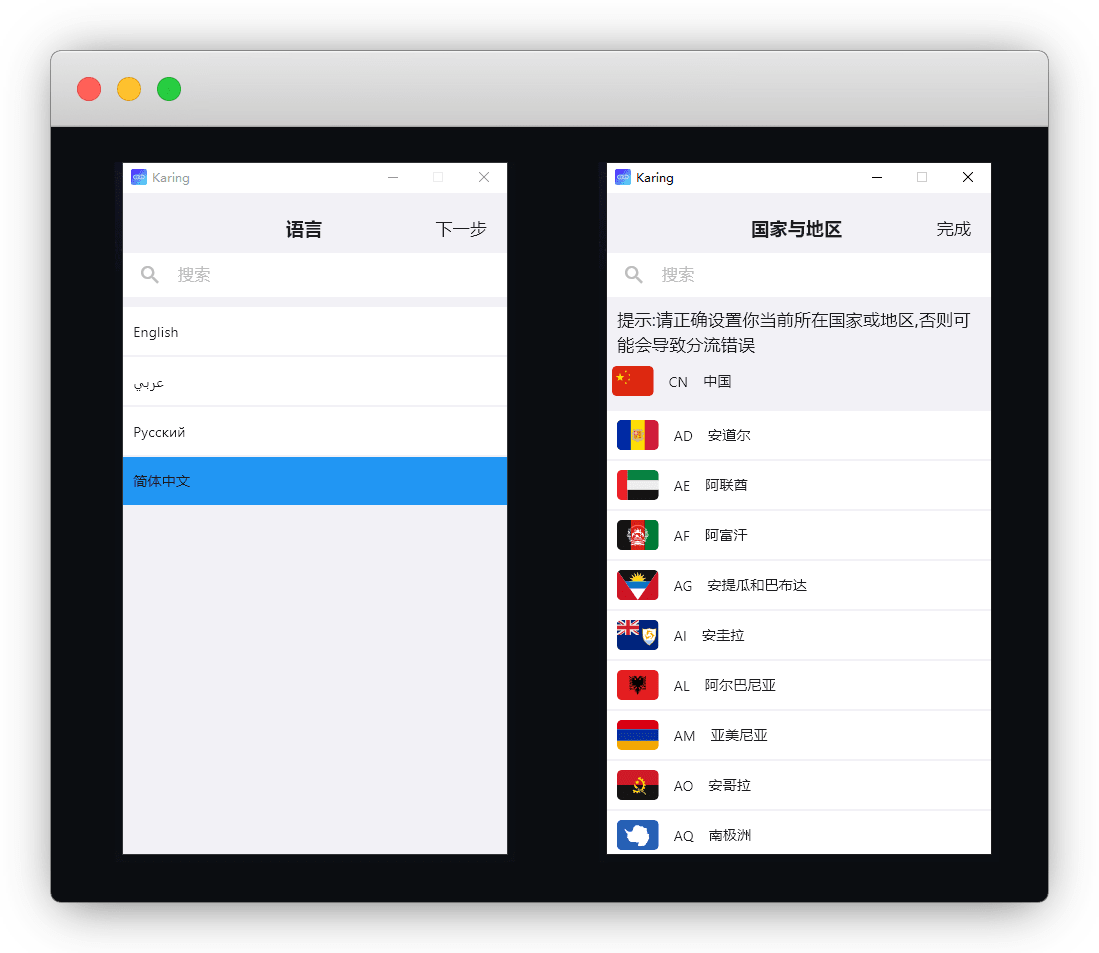 Karing
语言
下一步
搜索
English
عربي
Русский
简体中文
Karing
国家与地区
完成
搜索
提示:请正确设置你当前所在国家或地区,否则可
能会导致分流错误
CN 中国
AD 安道尔
AE 阿联酋
AF 阿富汗
AG 安提瓜和巴布达
AI 安圭拉
AL 阿尔巴尼亚
AM 亚美尼亚
AO 安哥拉
AQ 南极洲